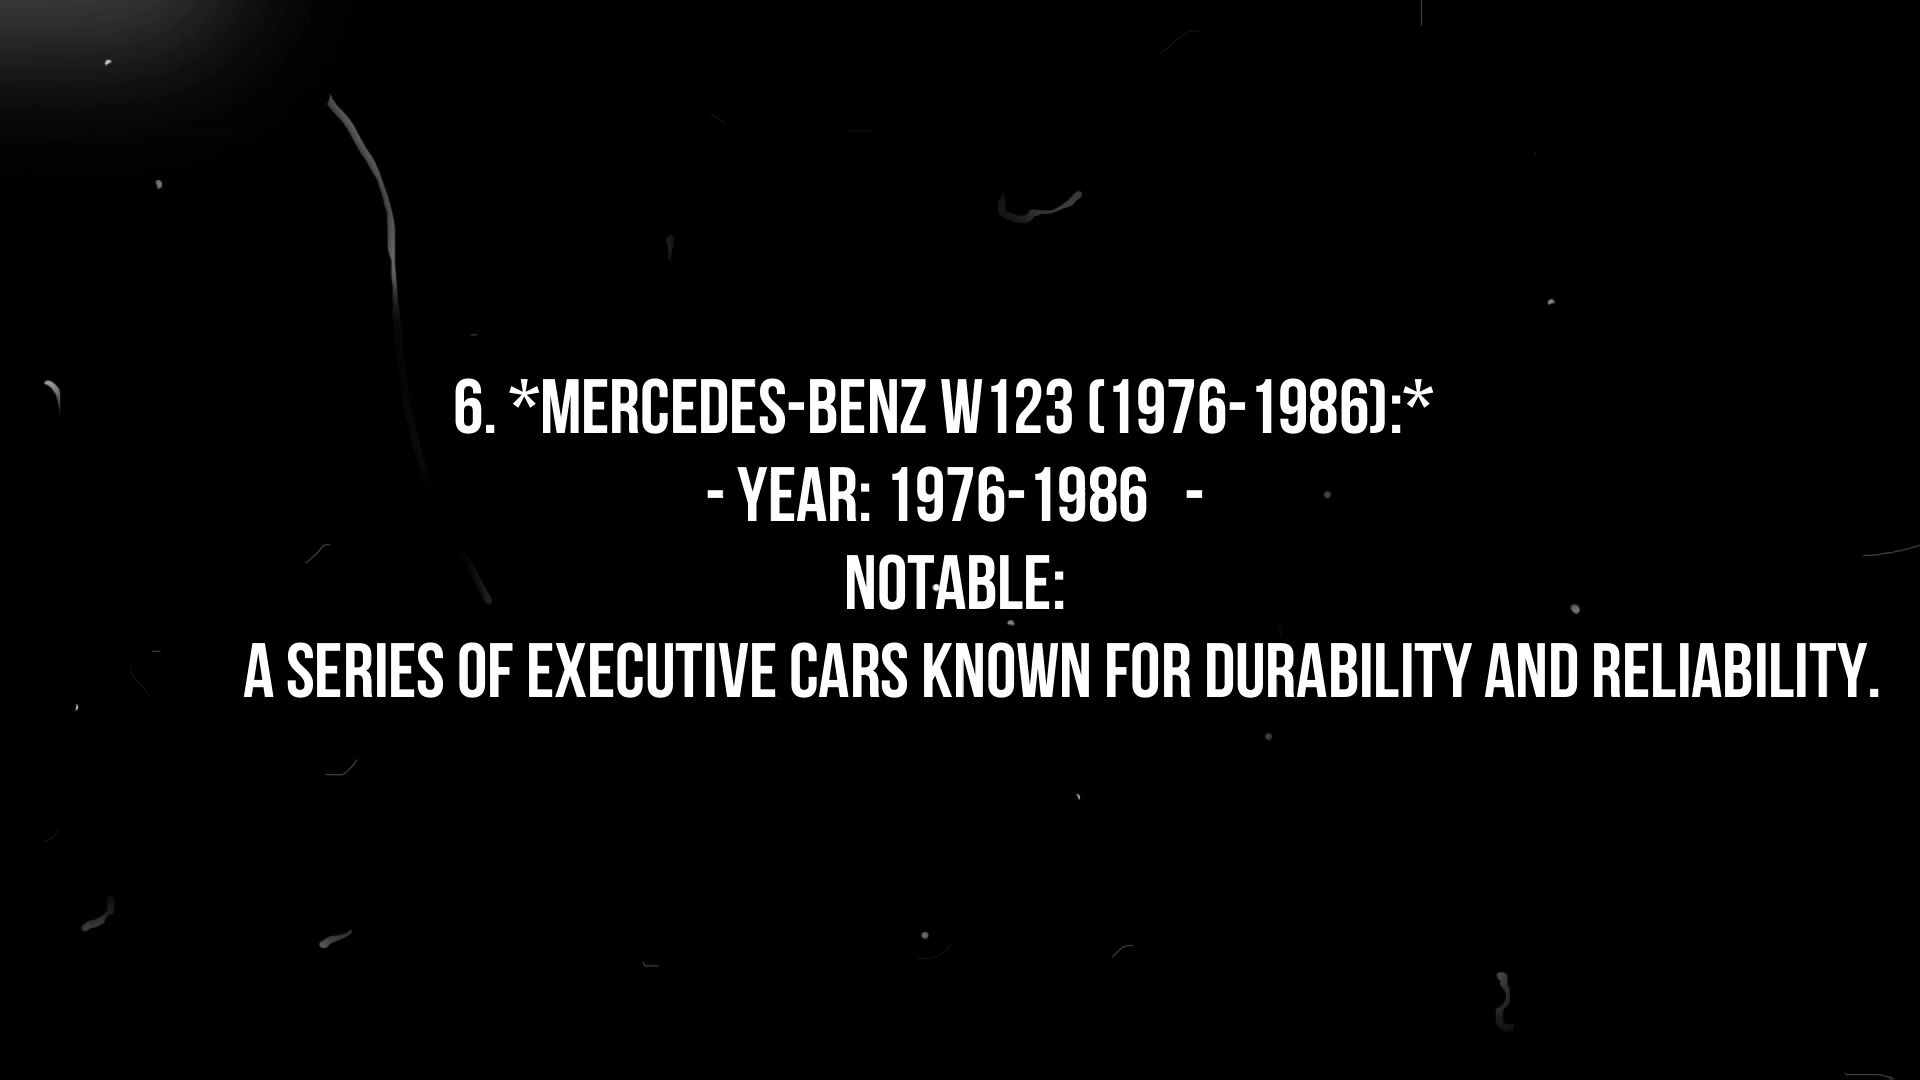 6. *MERCEDES-BENZ W123 (1976-1986):*
- YEAR: 1976-1986 -
NOTABLE:
A SERIES OF EXECUTIVE CARS KNOWN FOR DURABILITY AND RELIABILITY.